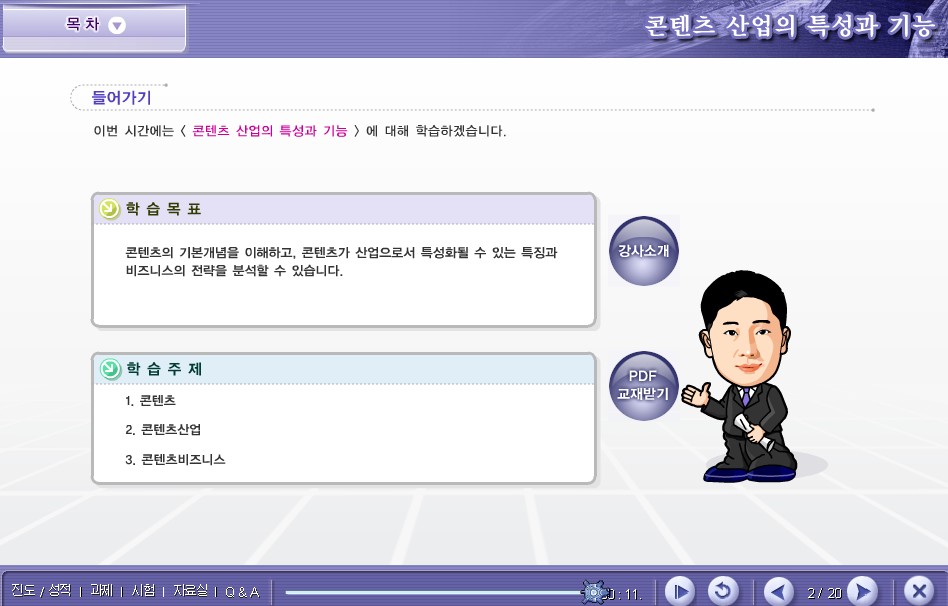 목 차
콘텐츠 산업의 특성과 기능
들어가기
이번 시간에는 < 콘텐츠 산업의 특성과 기능 > 에 대해 학습하겠습니다.
학 습 목 표
콘텐츠의 기본개념을 이해하고, 콘텐츠가 산업으로서 특성화될 수 있는 특징과
비즈니스의 전략을 분석할 수 있습니다.
강사소개
학 습 주 제
1. 콘텐츠
2. 콘텐츠산업
3. 콘텐츠비즈니스
PDF
교재받기
진도 / 성적 | 과제 | 시험 | 자료실 | Q & A
: 11.
2 / 20